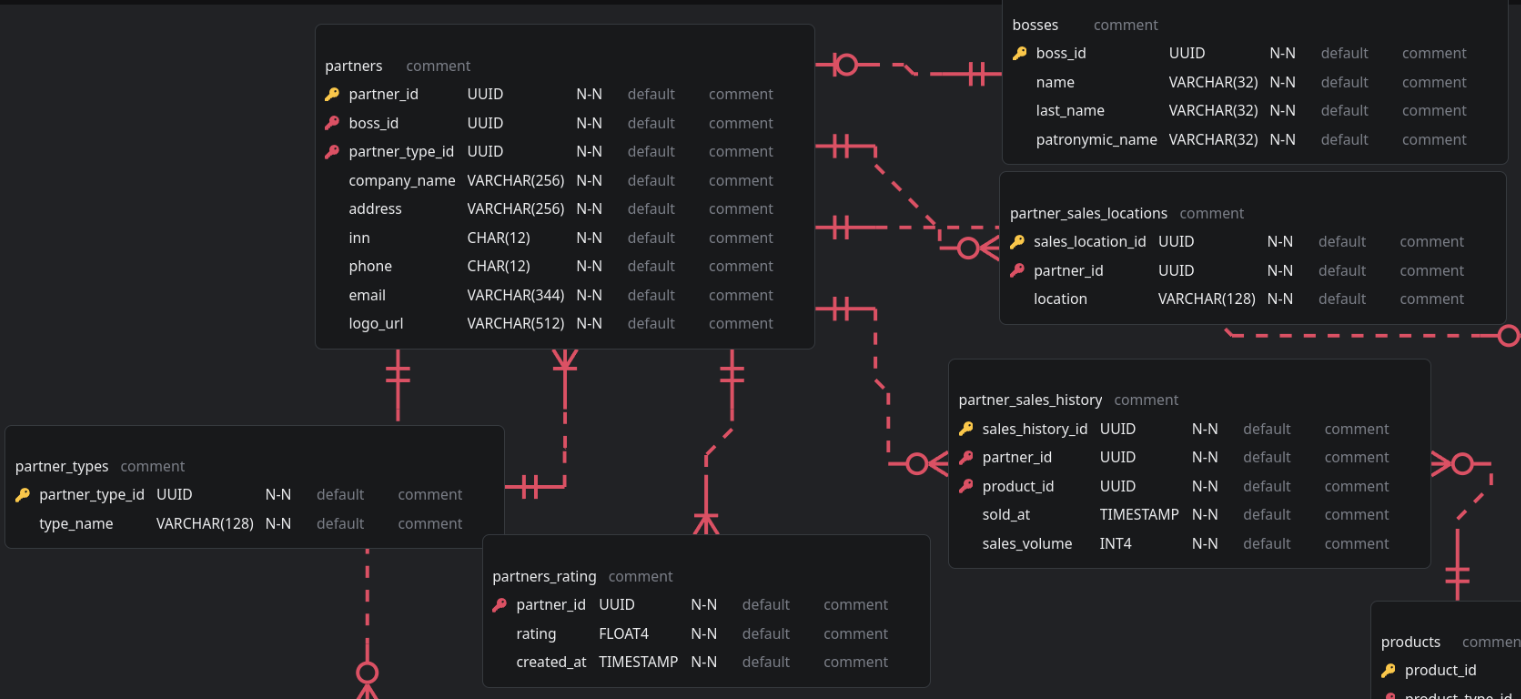 partners comment
partner_id UUID N-N default comment
boss_id UUID N-N default comment
partner_type_id UUID N-N default comment
company_name VARCHAR(256) N-N default comment
address VARCHAR(256) N-N default comment
inn CHAR(12) N-N default comment
phone CHAR(12) N-N default comment
email VARCHAR(344) N-N default comment
logo_url VARCHAR(512) N-N default comment
bosses comment
boss_id UUID N-N default comment
name VARCHAR(32) N-N default comment
last_name VARCHAR(32) N-N default comment
patronymic_name VARCHAR(32) N-N default comment
partner_sales_locations comment
sales_location_id UUID N-N default comment
partner_id UUID N-N default comment
location VARCHAR(128) N-N default comment
partner_sales_history comment
sales_history_id UUID N-N default comment
partner_id UUID N-N default comment
product_id UUID N-N default comment
sold_at TIMESTAMP N-N default comment
sales_volume INT4 N-N default comment
partner_types comment
partner_type_id UUID N-N default comment
type_name VARCHAR(128) N-N default comment
partners_rating comment
partner_id UUID N-N default comment
rating FLOAT4 N-N default comment
created_at TIMESTAMP N-N default comment
products commen
product_id
product_type_id